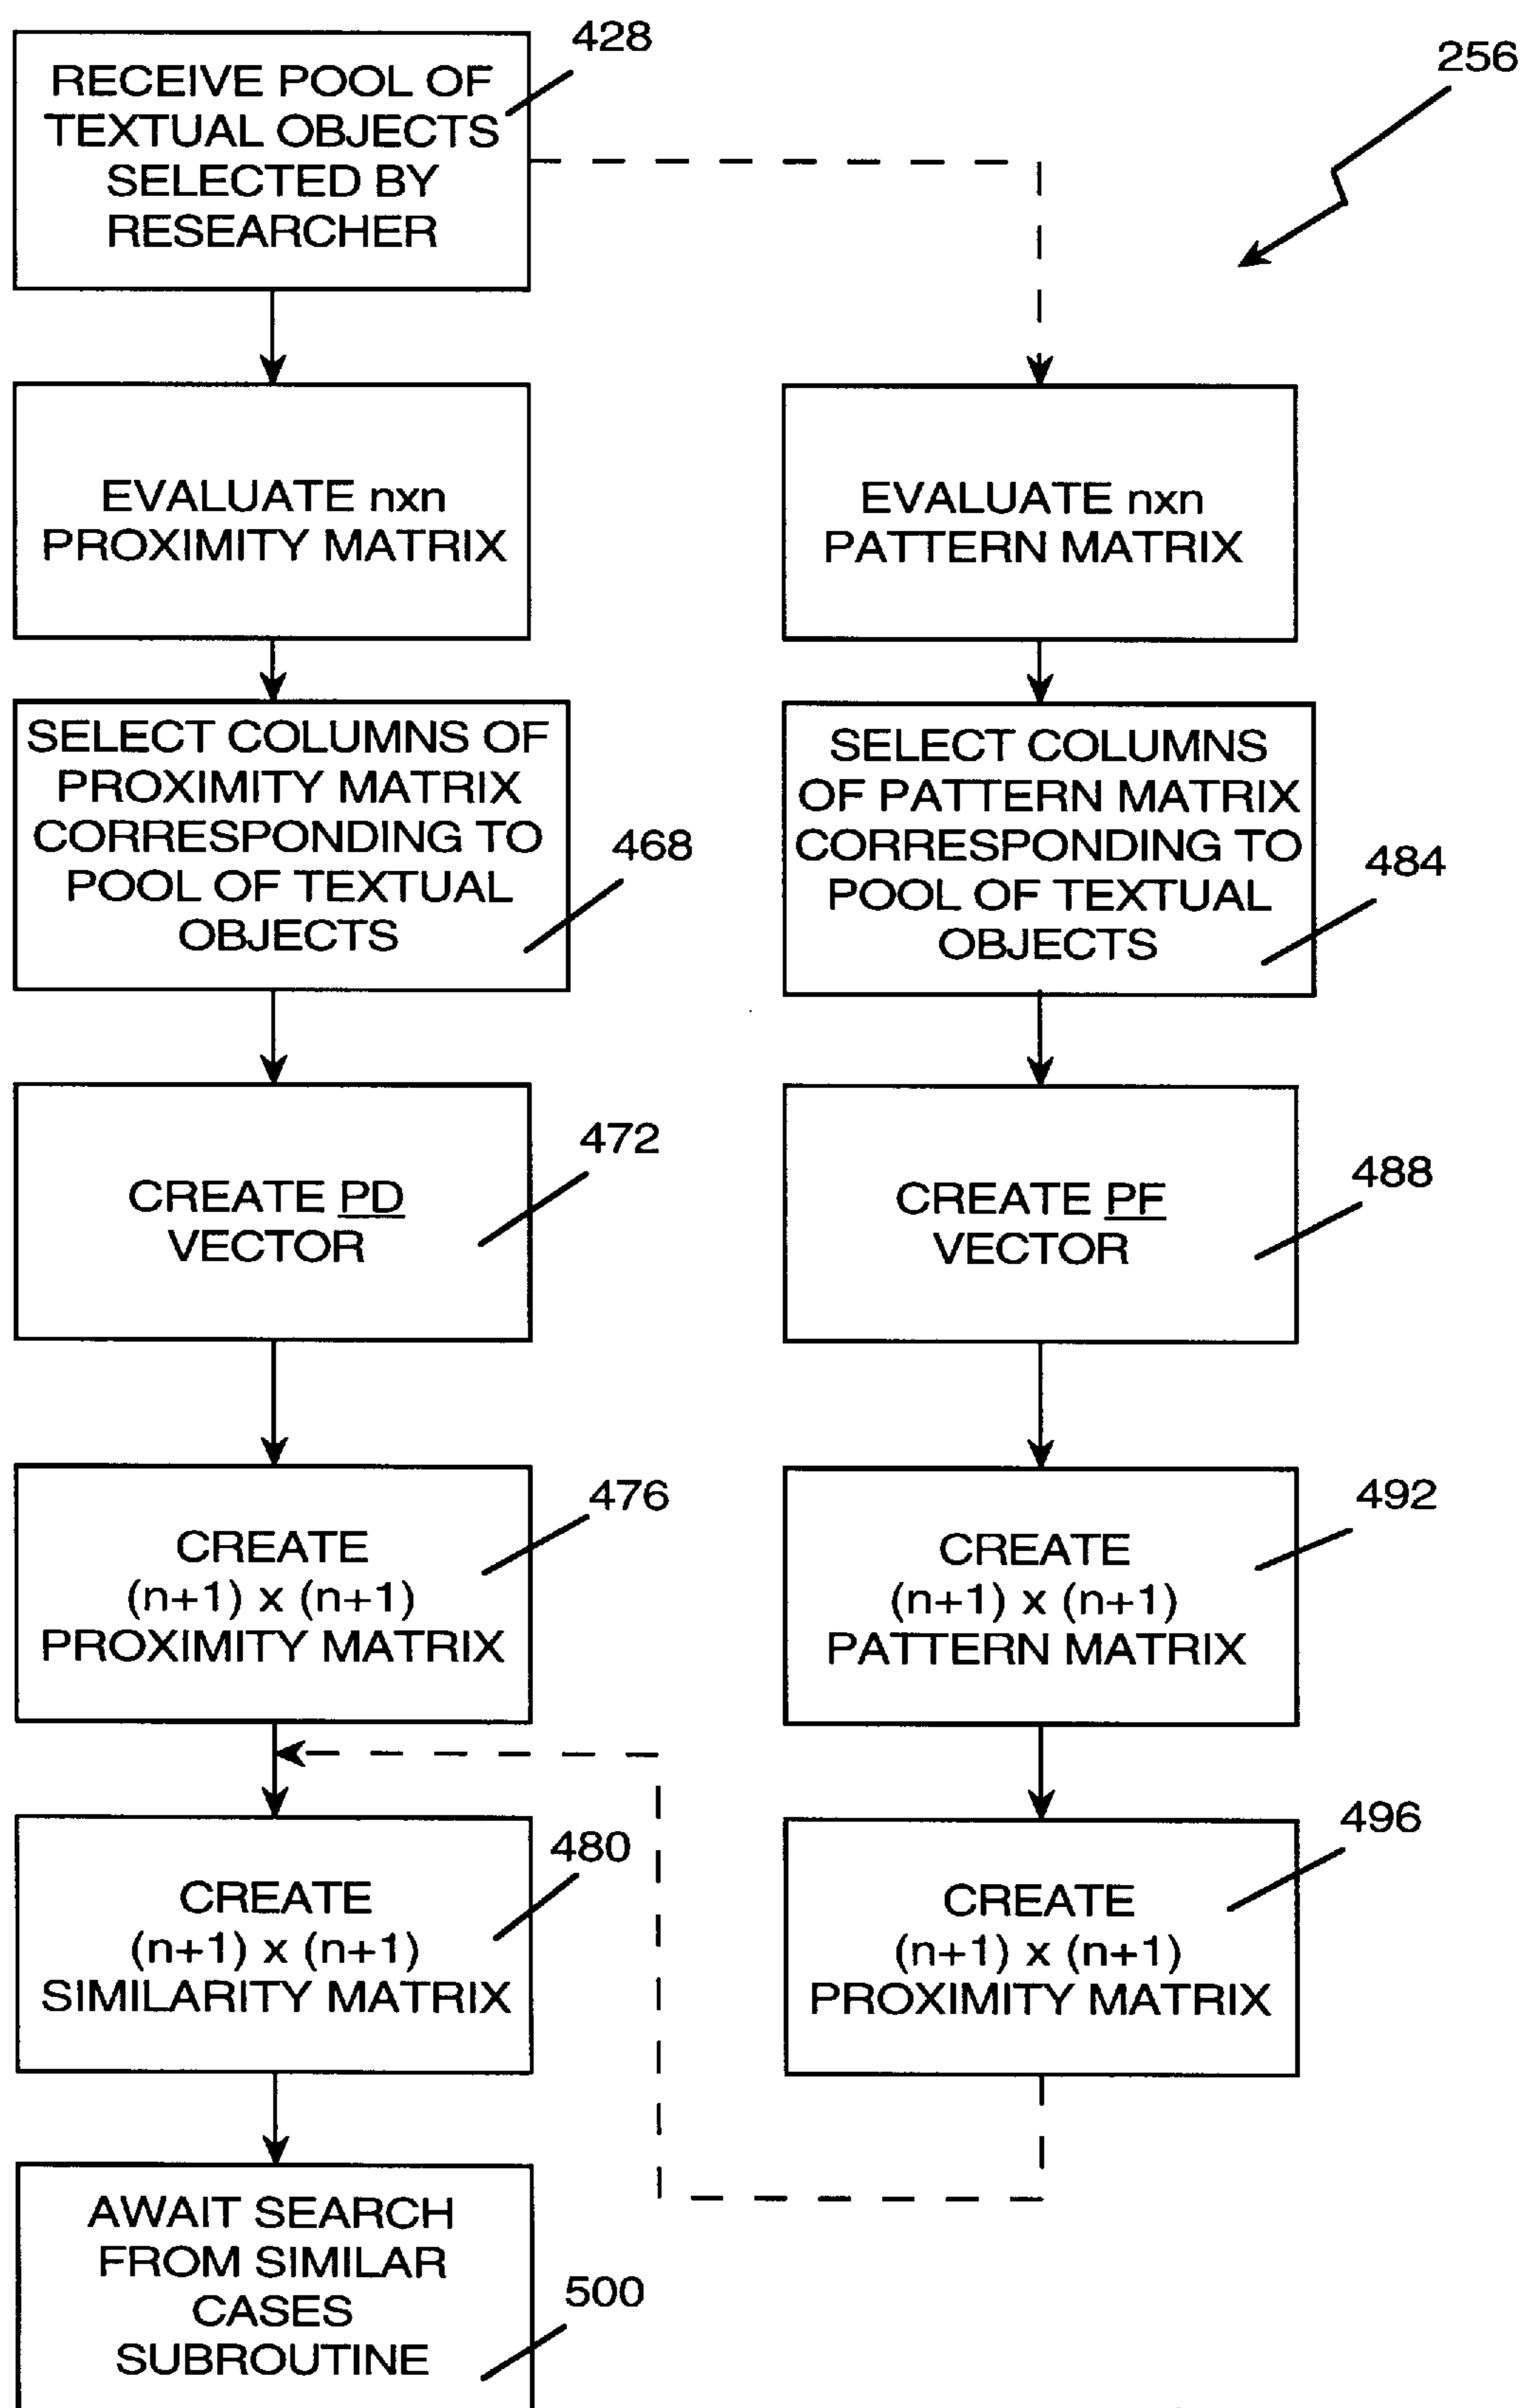 428
RECEIVE POOL OF
TEXTUAL OBJECTS
SELECTED BY
RESEARCHER
256
EVALUATE nxn
PROXIMITY MATRIX
EVALUATE nxn
PATTERN MATRIX
SELECT COLUMNS OF
PROXIMITY MATRIX
CORRESPONDING TO
POOL OF TEXTUAL
OBJECTS
468
SELECT COLUMNS
OF PATTERN MATRIX
CORRESPONDING TO
POOL OF TEXTUAL
OBJECTS
484
CREATE PD
VECTOR
472
CREATE PF
VECTOR
488
CREATE
(n+1) x (n+1)
PROXIMITY MATRIX
476
CREATE
(n+1) x (n+1)
PATTERN MATRIX
492
CREATE
(n+1) x (n+1)
SIMILARITY MATRIX
480
CREATE
(n+1) x (n+1)
PROXIMITY MATRIX
496
AWAIT SEARCH
FROM SIMILAR
CASES
SUBROUTINE
500